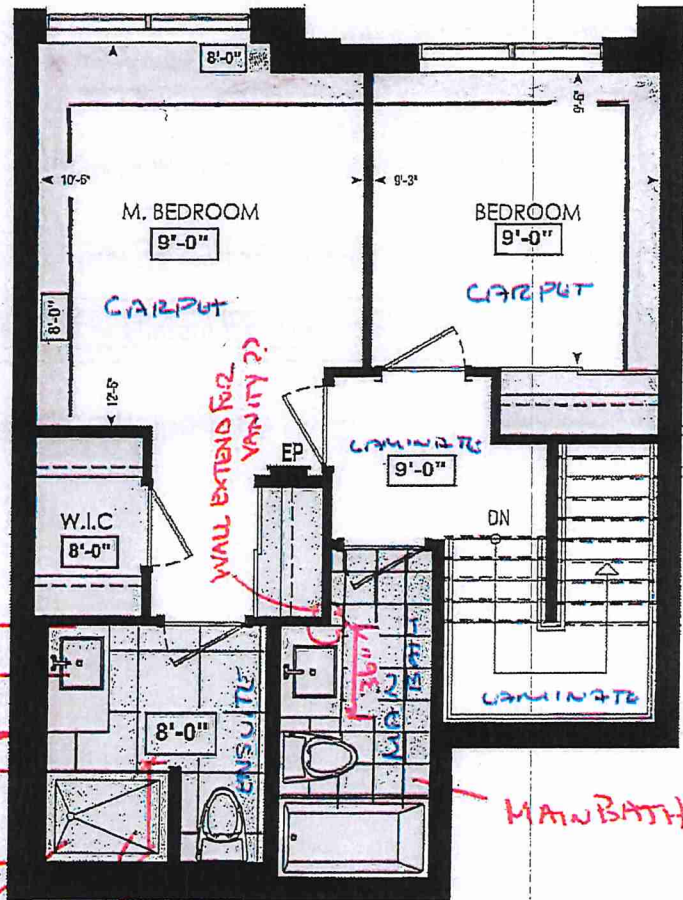 8'-0"
9'-6"
10'-6"
9'-3"
M. BEDROOM
9'-0"
BEDROOM
9'-0"
CARPET
CARPET
8'-0"
12'-6"
WALL EXTEND FOR
VANITY ??
EP
LAMINATE
9'-0"
W.I.C
8'-0"
DN
36"
MAIN
BATH
ENSUITE
8'-0"
LAMINATE
MAIN BATH